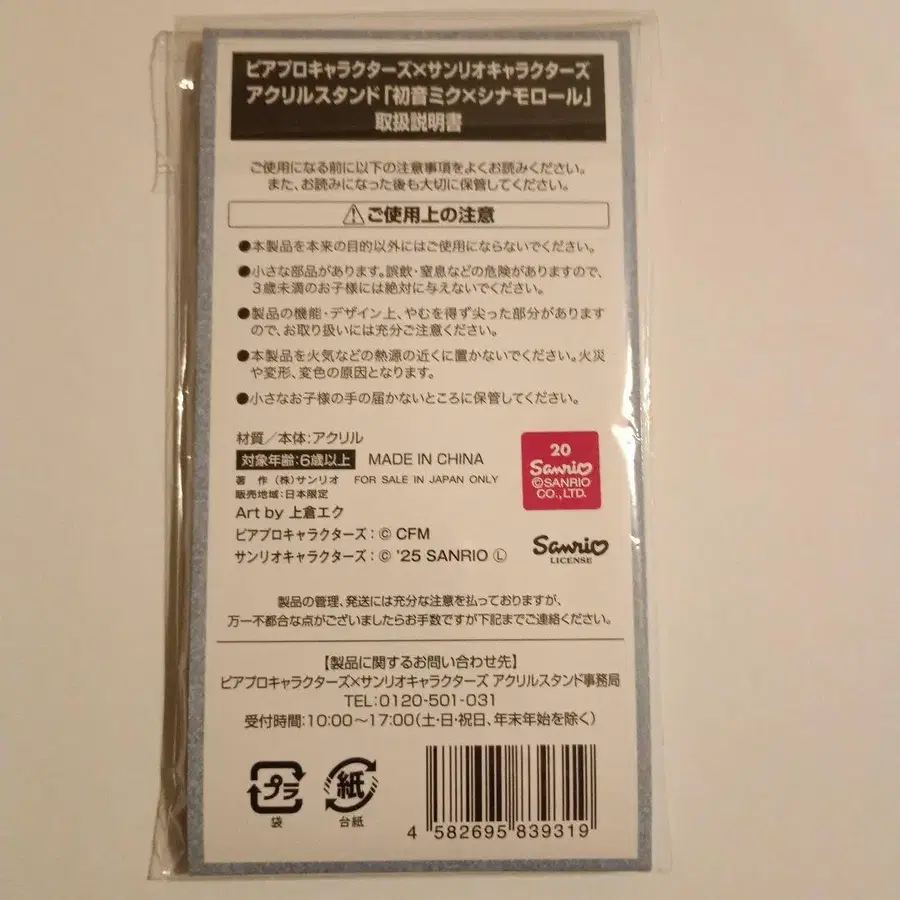 ピアプロキャラクターズ×サンリオキャラクターズ
アクリルスタンド「初音ミク×シナモロール」
取扱説明書
ご使用になる前に以下の注意事項をよくお読みください。
また、お読みになった後も大切に保管してください。
⚠ご使用上の注意
●本製品を本来の目的以外にはご使用にならないでください。
●小さな部品があります。誤飲・窒息などの危険がありますので、
3歳未満のお子様には絶対に与えないでください。
●製品の機能・デザイン上、やむを得ず尖った部分があります
ので、お取り扱いには充分ご注意ください。
●本製品を火気などの熱源の近くに置かないでください。火災
や変形、変色の原因となります。
●小さなお子様の手の届かないところに保管してください。
材質/本体:アクリル
対象年齢:6歳以上 MADE IN CHINA
著 作 (株)サンリオ FOR SALE IN JAPAN ONLY
販売地域:日本限定
Art by 上倉エク
ピアプロキャラクターズ:© CFM
サンリオキャラクターズ:© '25 SANRIO Ⓛ
20
Sanrio
©SANRIO
CO.,LTD.
Sanrio
LICENSE
製品の管理、発送には充分な注意を払っておりますが、
万一不都合な点がございましたらお手数ですが下記までご連絡ください。
【製品に関するお問い合わせ先】
ピアプロキャラクターズ×サンリオキャラクターズ アクリルスタンド事務局
TEL:0120-501-031
受付時間:10:00～17:00(土・日・祝日、年末年始を除く)
プラ
袋
紙
台紙
4 582695 839319